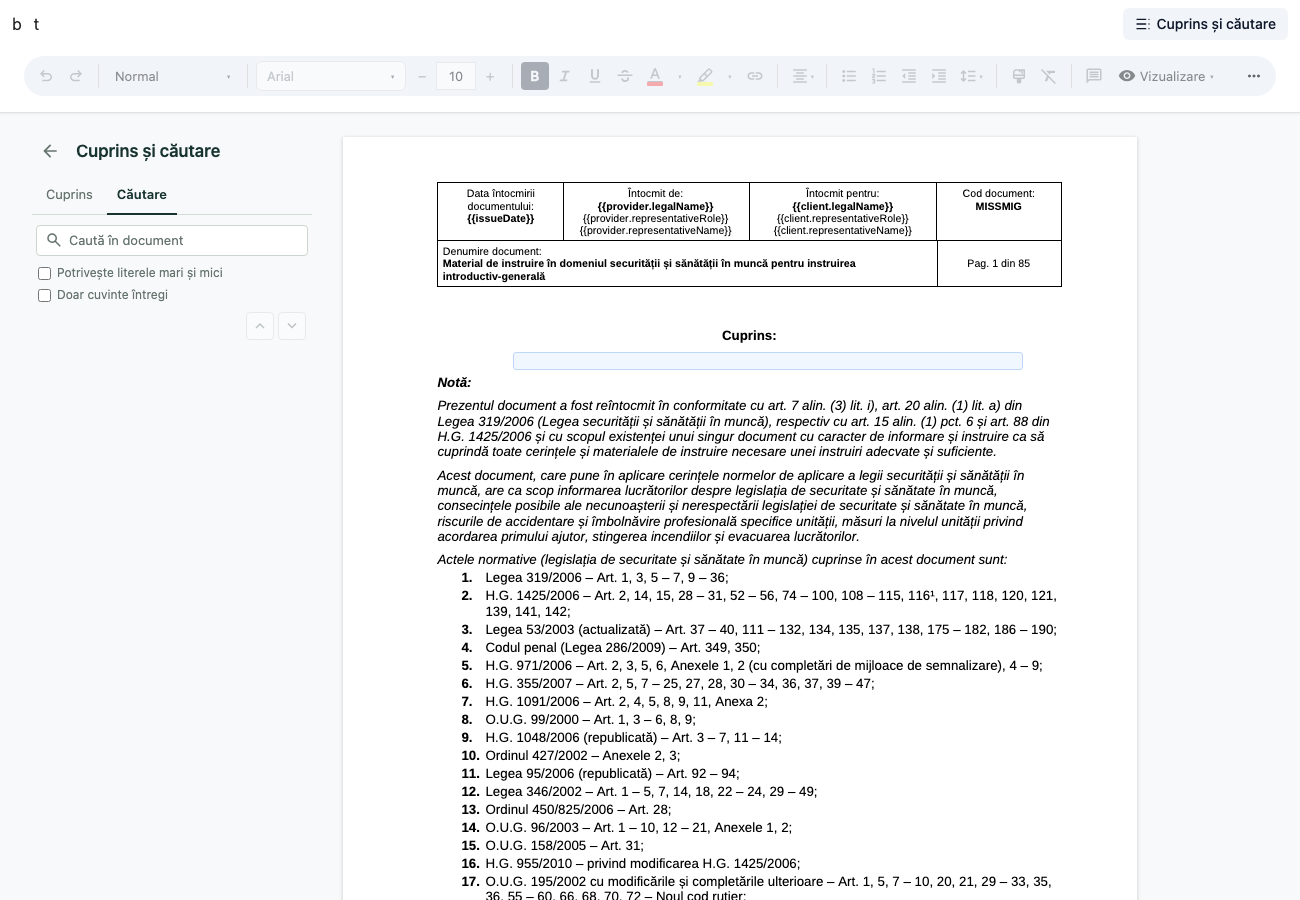 b t
Cuprins și căutare
Normal
Arial
10
B I U A
Vizualizare
Cuprins și căutare
Cuprins
Căutare
Caută în document
Potrivește literele mari și mici
Doar cuvinte întregi
Data întocmirii documentului:
{{issueDate}}
Întocmit de:
{{provider.legalName}}
{{provider.representativeRole}}
{{provider.representativeName}}
Întocmit pentru:
{{client.legalName}}
{{client.representativeRole}}
{{client.representativeName}}
Cod document:
MISSMIG
Denumire document:
Material de instruire în domeniul securității și sănătății în muncă pentru instruirea
introductiv-generală
Pag. 1 din 85
Cuprins:
Notă:
Prezentul document a fost reîntocmit în conformitate cu art. 7 alin. (3) lit. i), art. 20 alin. (1) lit. a) din
Legea 319/2006 (Legea securității și sănătății în muncă), respectiv cu art. 15 alin. (1) pct. 6 și art. 88 din
H.G. 1425/2006 și cu scopul existenței unui singur document cu caracter de informare și instruire ca să
cuprindă toate cerințele și materialele de instruire necesare unei instruiri adecvate și suficiente.
Acest document, care pune în aplicare cerințele normelor de aplicare a legii securității și sănătății în
muncă, are ca scop informarea lucrătorilor despre legislația de securitate și sănătate în muncă,
consecințele posibile ale necunoașterii și nerespectării legislației de securitate și sănătate în muncă,
riscurile de accidentare și îmbolnăvire profesională specifice unității, măsuri la nivelul unității privind
acordarea primului ajutor, stingerea incendiilor și evacuarea lucrătorilor.
Actele normative (legislația de securitate și sănătate în muncă) cuprinse în acest document sunt:
1. Legea 319/2006 – Art. 1, 3, 5 – 7, 9 – 36;
2. H.G. 1425/2006 – Art. 2, 14, 15, 28 – 31, 52 – 56, 74 – 100, 108 – 115, 116¹, 117, 118, 120, 121,
139, 141, 142;
3. Legea 53/2003 (actualizată) – Art. 37 – 40, 111 – 132, 134, 135, 137, 138, 175 – 182, 186 – 190;
4. Codul penal (Legea 286/2009) – Art. 349, 350;
5. H.G. 971/2006 – Art. 2, 3, 5, 6, Anexele 1, 2 (cu completări de mijloace de semnalizare), 4 – 9;
6. H.G. 355/2007 – Art. 2, 5, 7 – 25, 27, 28, 30 – 34, 36, 37, 39 – 47;
7. H.G. 1091/2006 – Art. 2, 4, 5, 8, 9, 11, Anexa 2;
8. O.U.G. 99/2000 – Art. 1, 3 – 6, 8, 9;
9. H.G. 1048/2006 (republicată) – Art. 3 – 7, 11 – 14;
10. Ordinul 427/2002 – Anexele 2, 3;
11. Legea 95/2006 (republicată) – Art. 92 – 94;
12. Legea 346/2002 – Art. 1 – 5, 7, 14, 18, 22 – 24, 29 – 49;
13. Ordinul 450/825/2006 – Art. 28;
14. O.U.G. 96/2003 – Art. 1 – 10, 12 – 21, Anexele 1, 2;
15. O.U.G. 158/2005 – Art. 31;
16. H.G. 955/2010 – privind modificarea H.G. 1425/2006;
17. O.U.G. 195/2002 cu modificările și completările ulterioare – Art. 1, 5, 7 – 10, 20, 21, 29 – 33, 35,
36, 55 – 60, 66, 68, 70, 72 – Noul cod rutier;